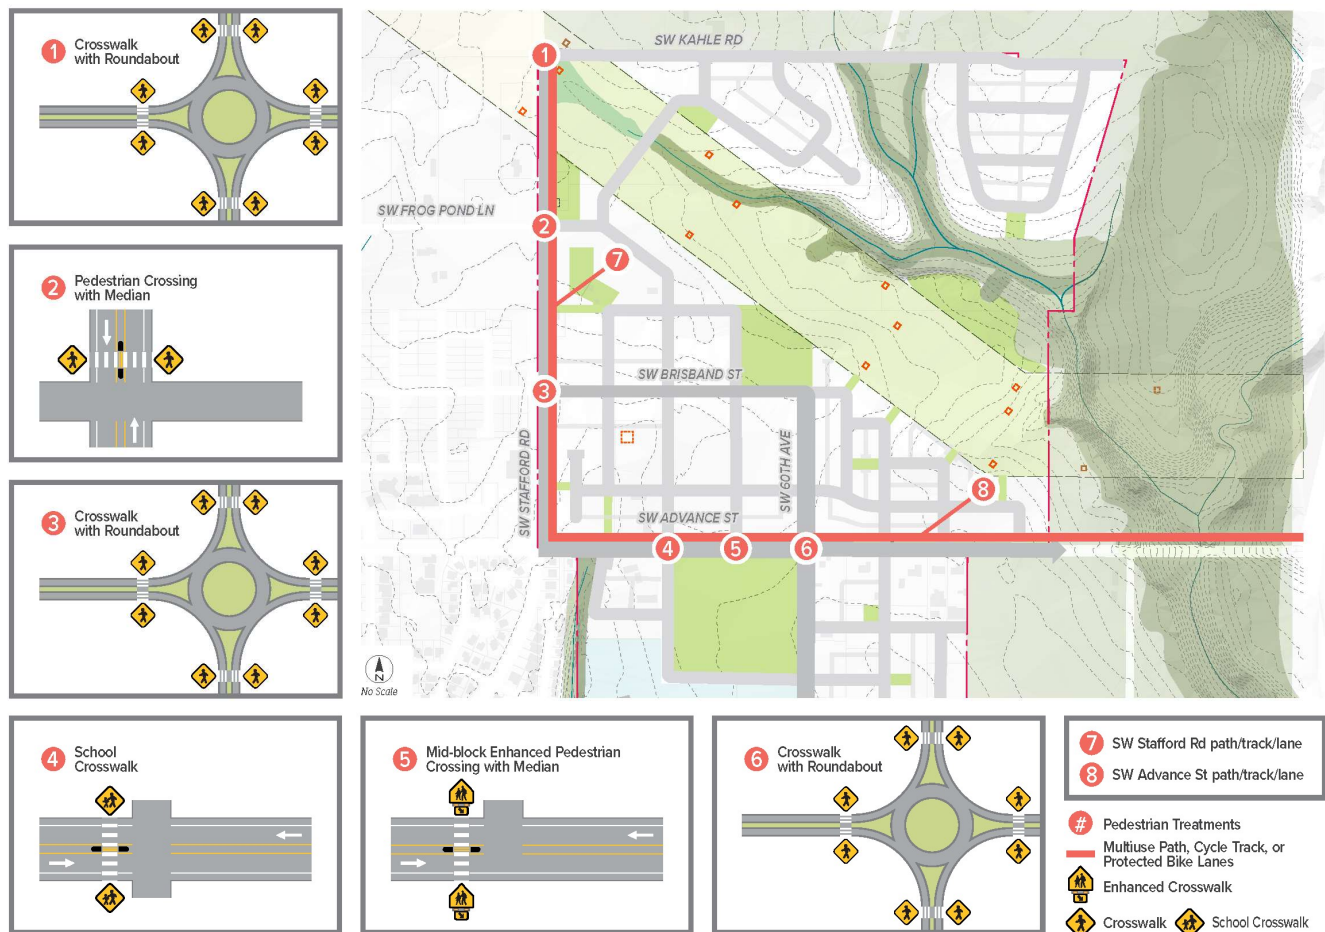 1 Crosswalk
with Roundabout
2 Pedestrian Crossing
with Median
3 Crosswalk
with Roundabout
SW KAHLE RD
1
SW FROG POND LN
2
7
SW BRISBAND ST
3
SW STAFFORD RD
SW 60TH AVE
8
SW ADVANCE ST
4 5 6
N
No Scale
4 School
Crosswalk
5 Mid-block Enhanced Pedestrian
Crossing with Median
6 Crosswalk
with Roundabout
7 SW Stafford Rd path/track/lane
8 SW Advance St path/track/lane
# Pedestrian Treatments
Multiuse Path, Cycle Track, or
Protected Bike Lanes
Enhanced Crosswalk
Crosswalk School Crosswalk